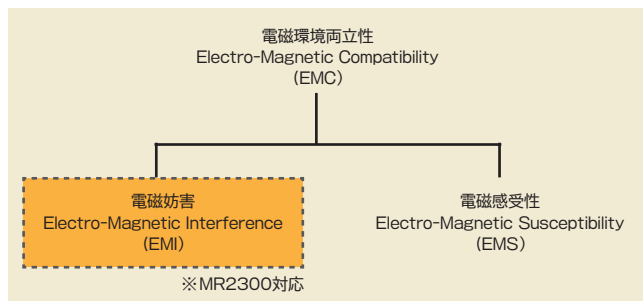 電磁環境両立性
Electro-Magnetic Compatibility
(EMC)
電磁妨害
Electro-Magnetic Interference
(EMI)
電磁感受性
Electro-Magnetic Susceptibility
(EMS)
※MR2300対応